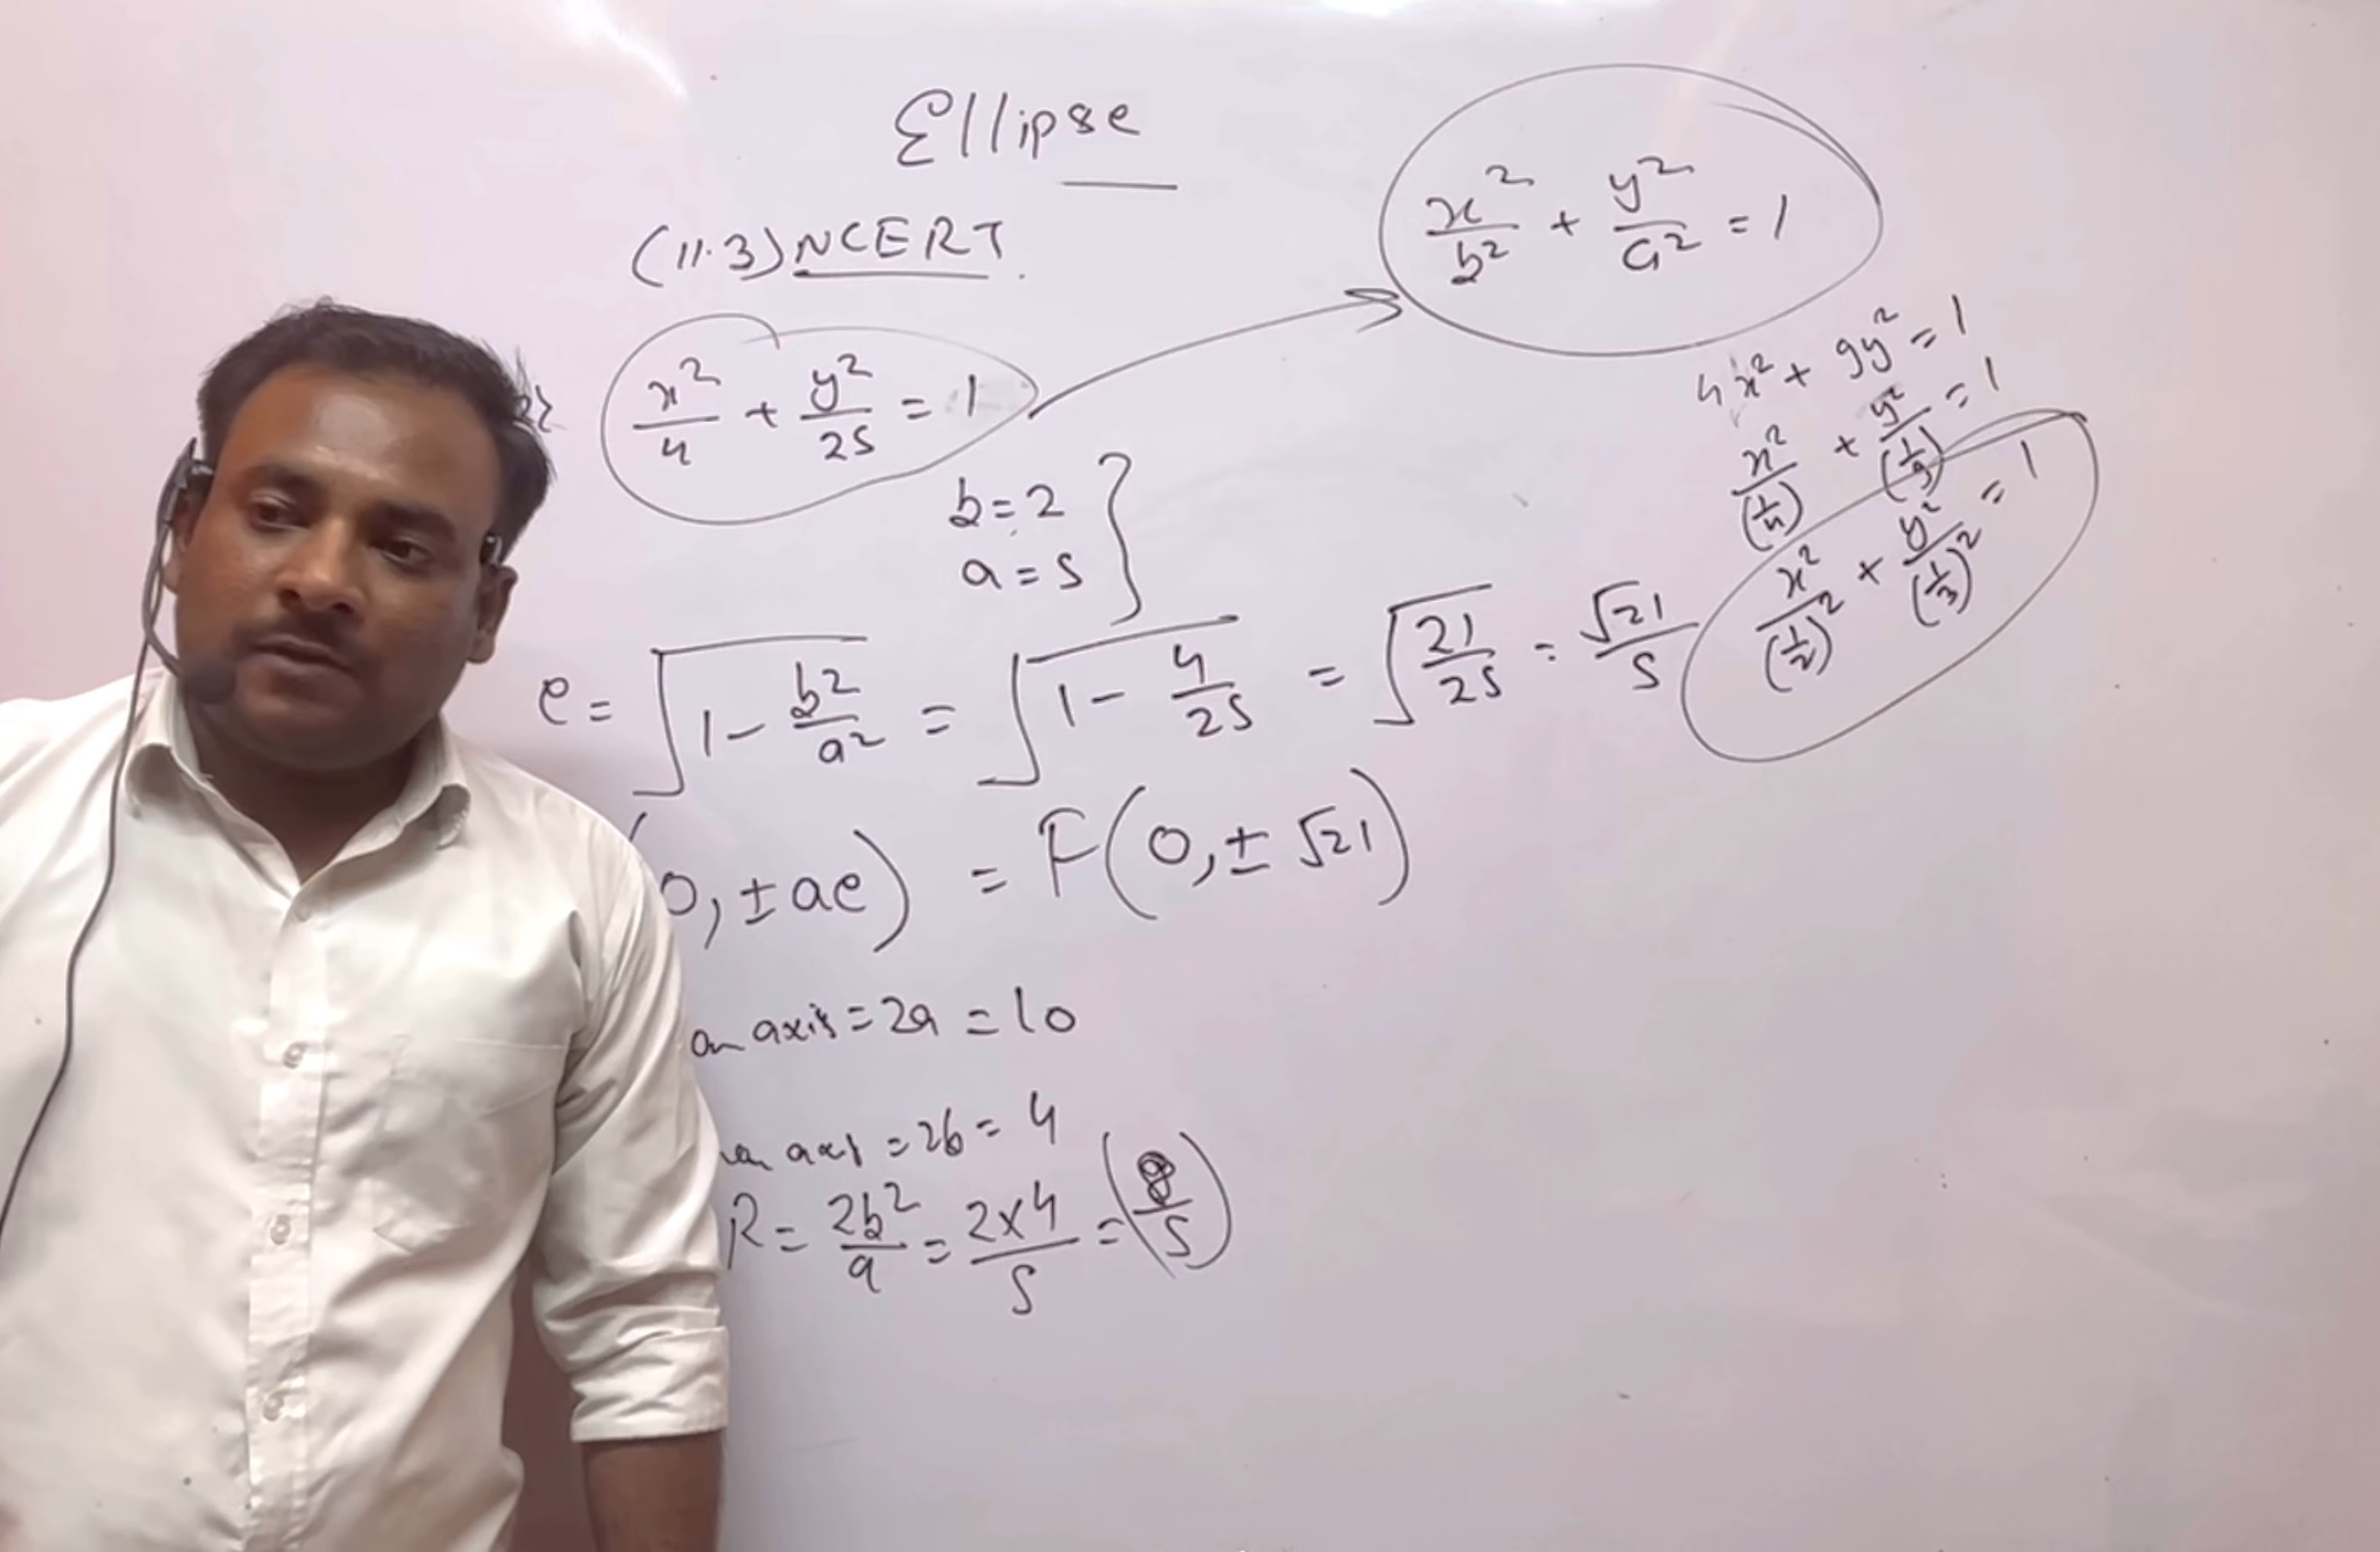 Ellipse
(11.3) NCERT.
x²/b² + y²/a² = 1
x²/4 + y²/25 = 1
4x² + 9y² = 1
x²/(1/4) + y²/(1/9) = 1
x²/(1/2)² + y²/(1/3)² = 1
b = 2
a = 5
e = √(1 - b²/a²) = √(1 - 4/25) = √(21/25) = √21/5
(0, ± ae) = F(0, ± √21)
axis = 2a = 10
axis = 2b = 4
R = 2b²/a = 2×4/5 = (8/5)